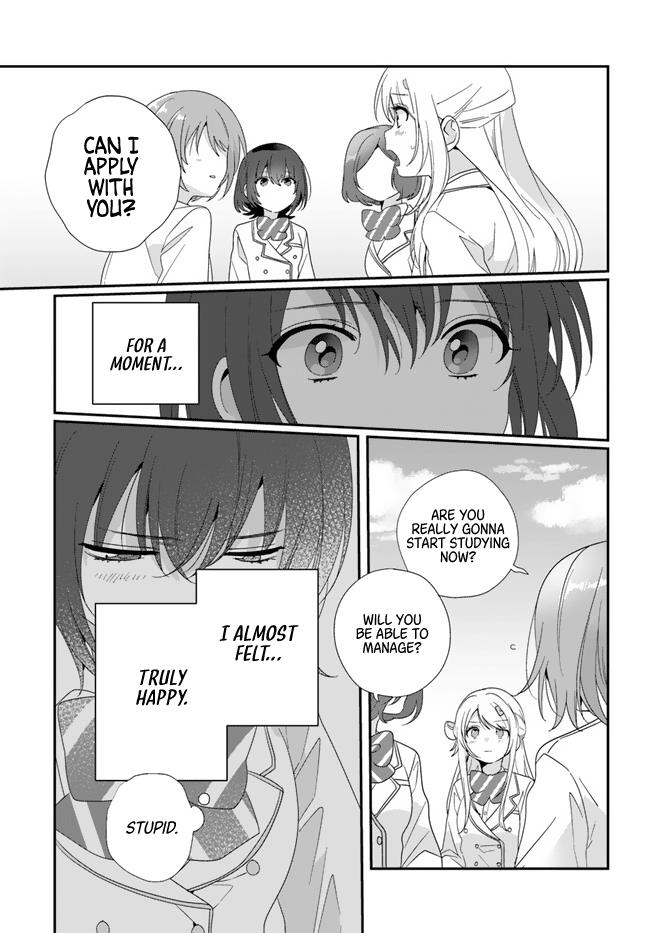 CAN I
APPLY
WITH
YOU?
FOR A
MOMENT...
ARE YOU
REALLY GONNA
START STUDYING
NOW?
WILL YOU
BE ABLE TO
MANAGE?
I ALMOST
FELT...
TRULY
HAPPY.
STUPID.